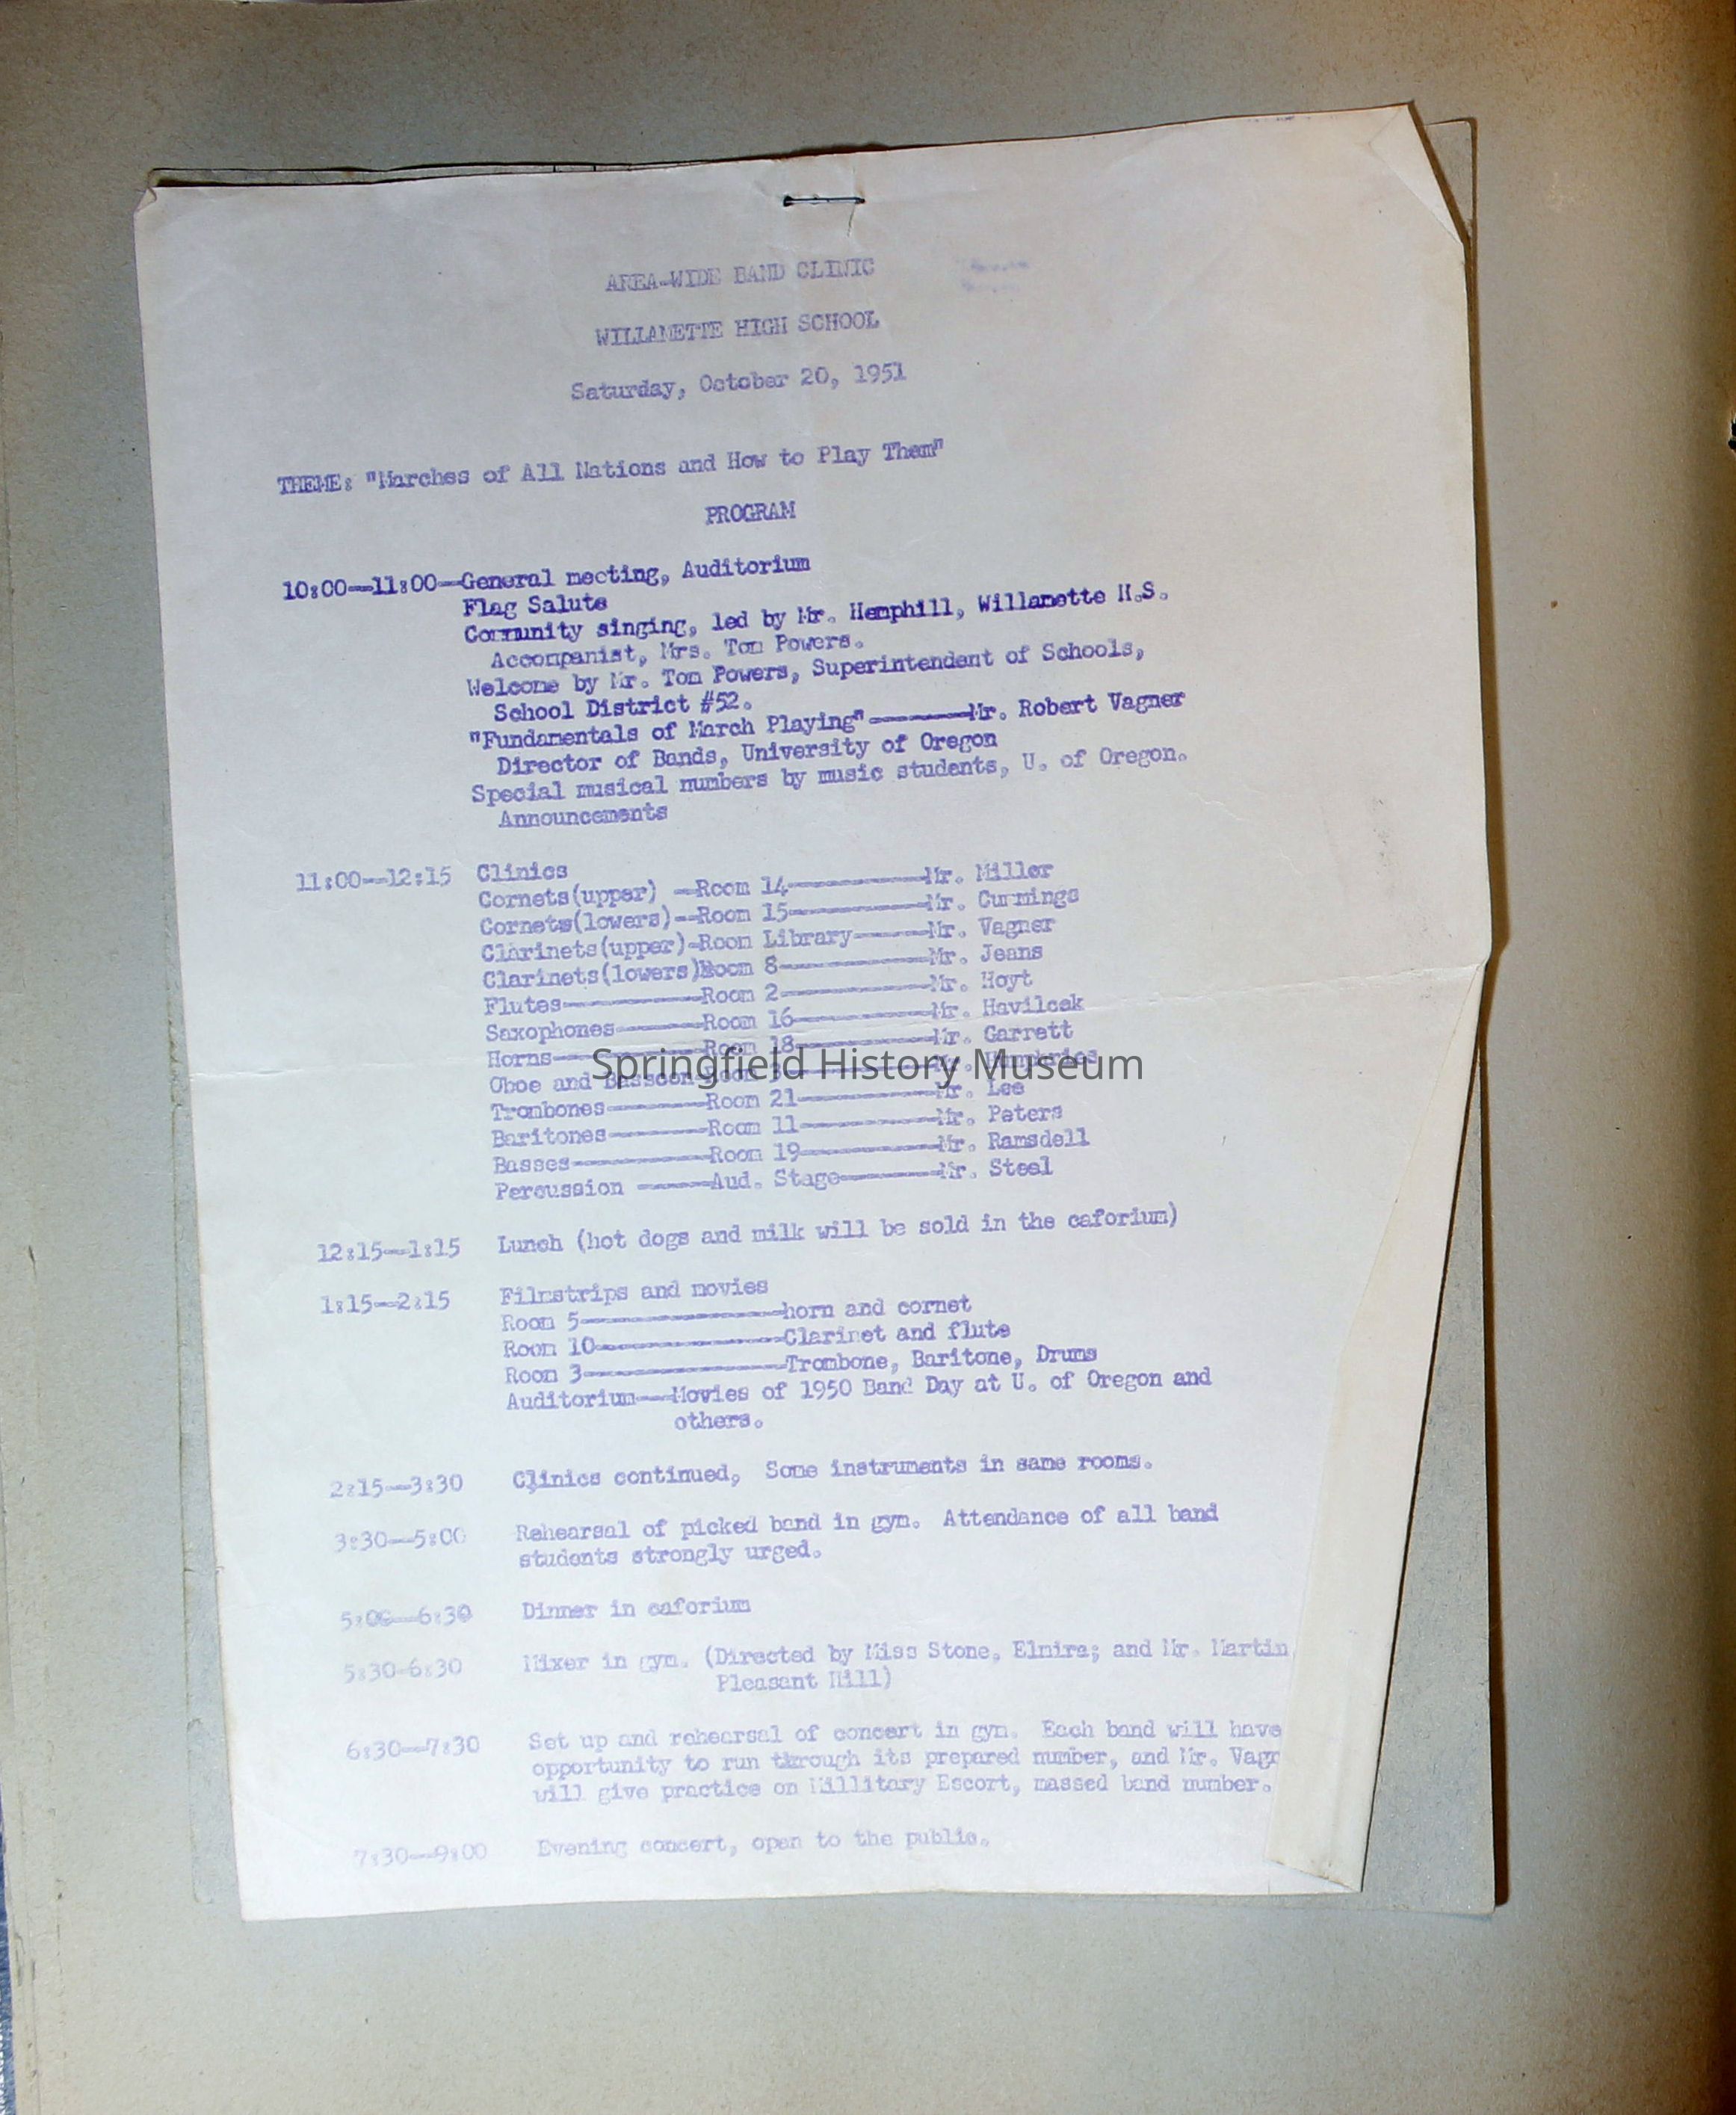 AREA-WIDE BAND CLINIC
WILLAMETTE HIGH SCHOOL
Saturday, October 20, 1951
THEME: "Marches of All Nations and How to Play Them"
PROGRAM
10:00--11:00--General meeting, Auditorium
Flag Salute
Community singing, led by Mr. Hemphill, Willamette H.S.
Accompanist, Mrs. Tom Powers.
Welcome by Mr. Tom Powers, Superintendent of Schools,
School District #52.
"Fundamentals of March Playing"-------Mr. Robert Vagner
Director of Bands, University of Oregon
Special musical numbers by music students, U. of Oregon.
Announcements
11:00--12:15 Clinics
Cornets(upper) --Room 14----------Mr. Miller
Cornets(lowers)--Room 15----------Mr. Cummings
Clarinets(upper)-Room Library-----Mr. Vagner
Clarinets(lowers)Room 8-----------Mr. Jeans
Flutes-----------Room 2-----------Mr. Hoyt
Saxophones-------Room 16----------Mr. Havilcek
Horns------------Room 18----------Mr. Garrett
Oboe and Bassoon-Room 3-----------Mr. Humphries
Trombones--------Room 21----------Mr. Lee
Baritones--------Room 11----------Mr. Peters
Basses-----------Room 19----------Mr. Ramsdell
Percussion ------Aud. Stage-------Mr. Steel
12:15--1:15 Lunch (hot dogs and milk will be sold in the caforium)
1:15--2:15 Filmstrips and movies
Room 5---------------horn and cornet
Room 10--------------Clarinet and flute
Room 3---------------Trombone, Baritone, Drums
Auditorium---Movies of 1950 Band Day at U. of Oregon and
others.
2:15--3:30 Clinics continued, Some instruments in same rooms.
3:30--5:00 Rehearsal of picked band in gym. Attendance of all band
students strongly urged.
5:00--6:30 Dinner in caforium
5:30-6:30 Mixer in gym. (Directed by Miss Stone, Elmira; and Mr. Martin
Pleasant Hill)
6:30--7:30 Set up and rehearsal of concert in gym. Each band will have
opportunity to run through its prepared number, and Mr. Vagn
will give practice on Millitary Escort, massed band number.
7:30--9:00 Evening concert, open to the public.
Springfield History Museum